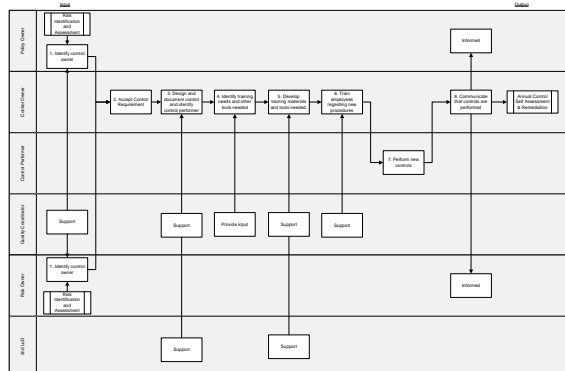 Input
Output
Policy Owner
Risk
Identification
and
Assessment
1. Identify control
owner
Informed
Control Owner
2. Accept Control
Requirement
3. Design and
document control
and identify
control performer
4. Identify training
needs and other
tools needed
5. Develop
training materials
and tools needed
6. Train
employees
regarding new
procedures
8. Communicate
that controls are
performed
Annual Control
Self Assessment
& Remediation
Control Performer
7. Perform new
controls
Quality Coordinator
Support
Support
Provide input
Support
Support
Risk Owner
1. Identify control
owner
Risk
Identification
and
Assessment
Informed
2nd LoD
Support
Support